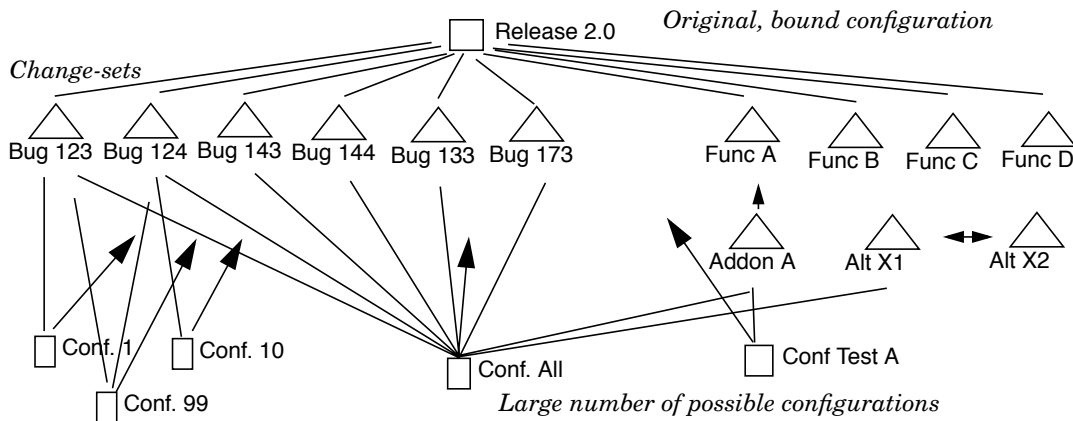 Original, bound configuration
Release 2.0
Change-sets
Bug 123
Bug 124
Bug 143
Bug 144
Bug 133
Bug 173
Func A
Func B
Func C
Func D
Addon A
Alt X1
Alt X2
Conf. 1
Conf. 10
Conf. All
Conf Test A
Conf. 99
Large number of possible configurations